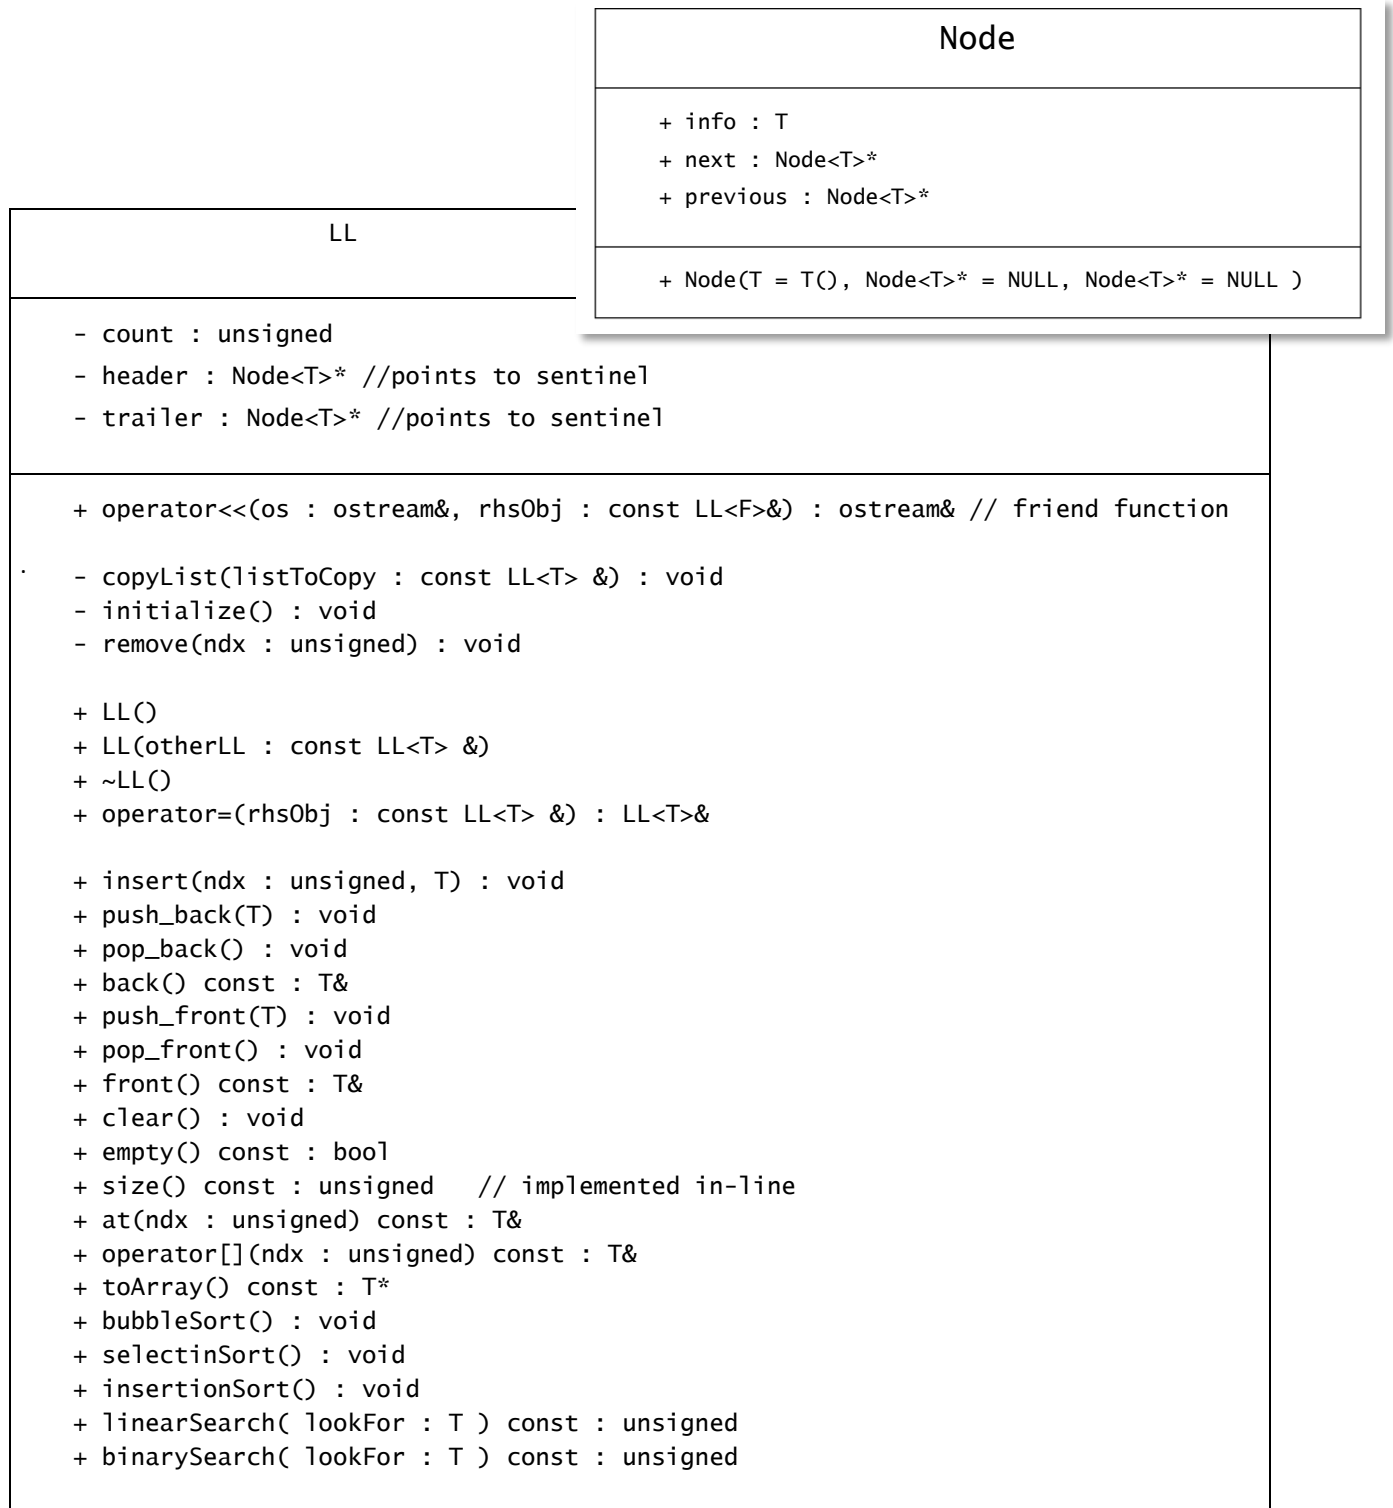 Node
+ info : T
+ next : Node<T>*
+ previous : Node<T>*
+ Node(T = T(), Node<T>* = NULL, Node<T>* = NULL )
LL
- count : unsigned
- header : Node<T>* //points to sentinel
- trailer : Node<T>* //points to sentinel
+ operator<<(os : ostream&, rhsObj : const LL<F>&) : ostream& // friend function
- copyList(listToCopy : const LL<T> &) : void
- initialize() : void
- remove(ndx : unsigned) : void
+ LL()
+ LL(otherLL : const LL<T> &)
+ ~LL()
+ operator=(rhsObj : const LL<T> &) : LL<T>&
+ insert(ndx : unsigned, T) : void
+ push_back(T) : void
+ pop_back() : void
+ back() const : T&
+ push_front(T) : void
+ pop_front() : void
+ front() const : T&
+ clear() : void
+ empty() const : bool
+ size() const : unsigned // implemented in-line
+ at(ndx : unsigned) const : T&
+ operator[](ndx : unsigned) const : T&
+ toArray() const : T*
+ bubbleSort() : void
+ selectinSort() : void
+ insertionSort() : void
+ linearSearch( lookFor : T ) const : unsigned
+ binarySearch( lookFor : T ) const : unsigned